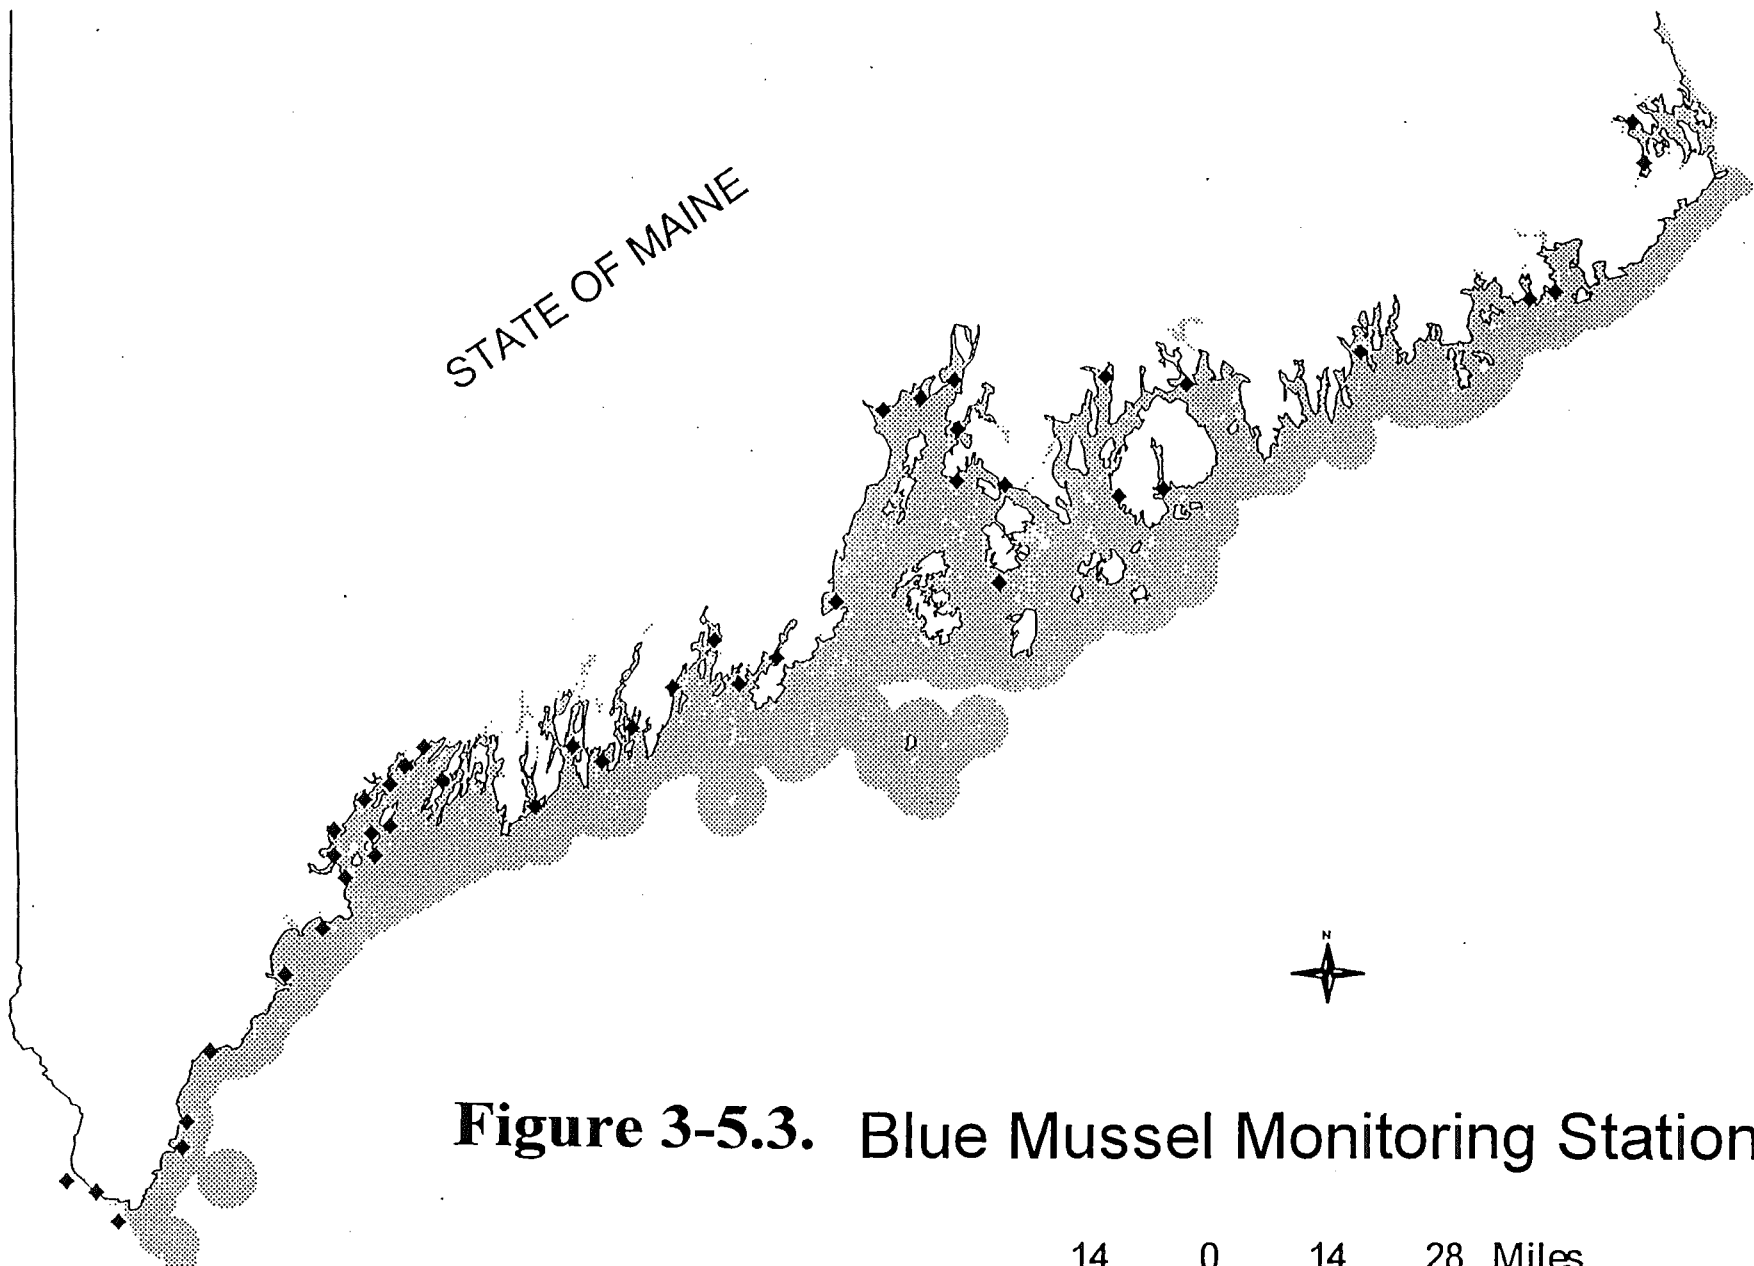 STATE OF MAINE
N
Figure 3-5.3. Blue Mussel Monitoring Station
14 0 14 28 Miles